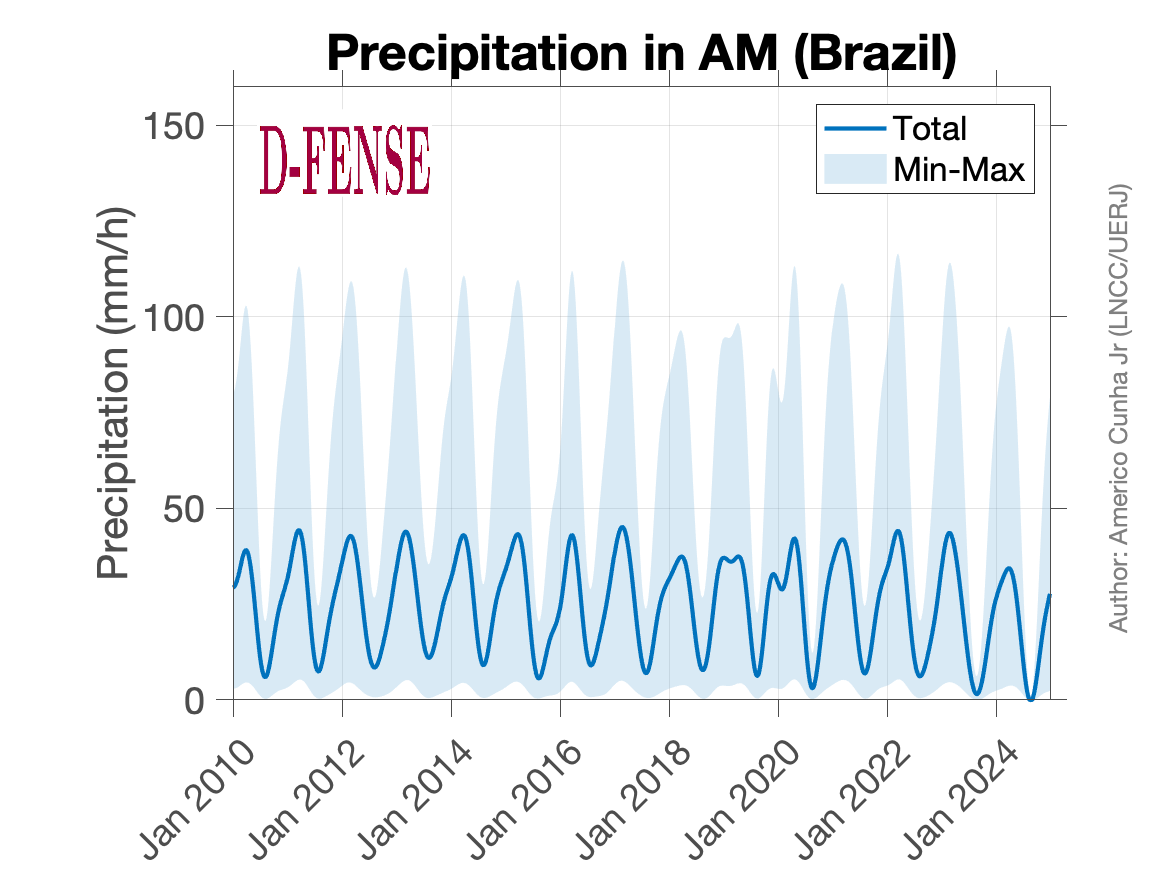 Precipitation in AM (Brazil)
D-FENSE
Total
Min-Max
Precipitation (mm/h)
150
100
50
0
Jan 2010
Jan 2012
Jan 2014
Jan 2016
Jan 2018
Jan 2020
Jan 2022
Jan 2024
Author: Americo Cunha Jr (LNCC/UERJ)